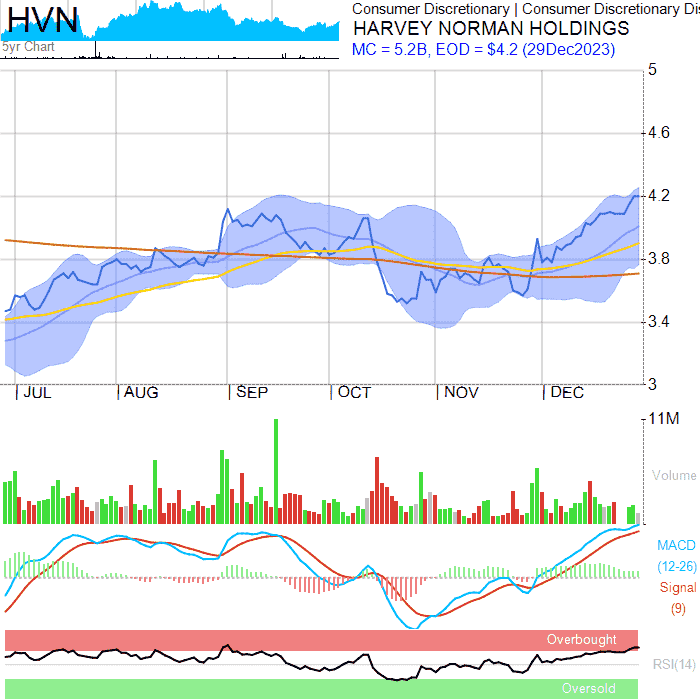 HVN
5yr Chart
Consumer Discretionary | Consumer Discretionary Dis
HARVEY NORMAN HOLDINGS
MC = 5.2B, EOD = $4.2 (29Dec2023)
5
4.6
4.2
3.8
3.4
3
JUL
AUG
SEP
OCT
NOV
DEC
11M
Volume
MACD
(12-26)
Signal
(9)
Overbought
RSI(14)
Oversold